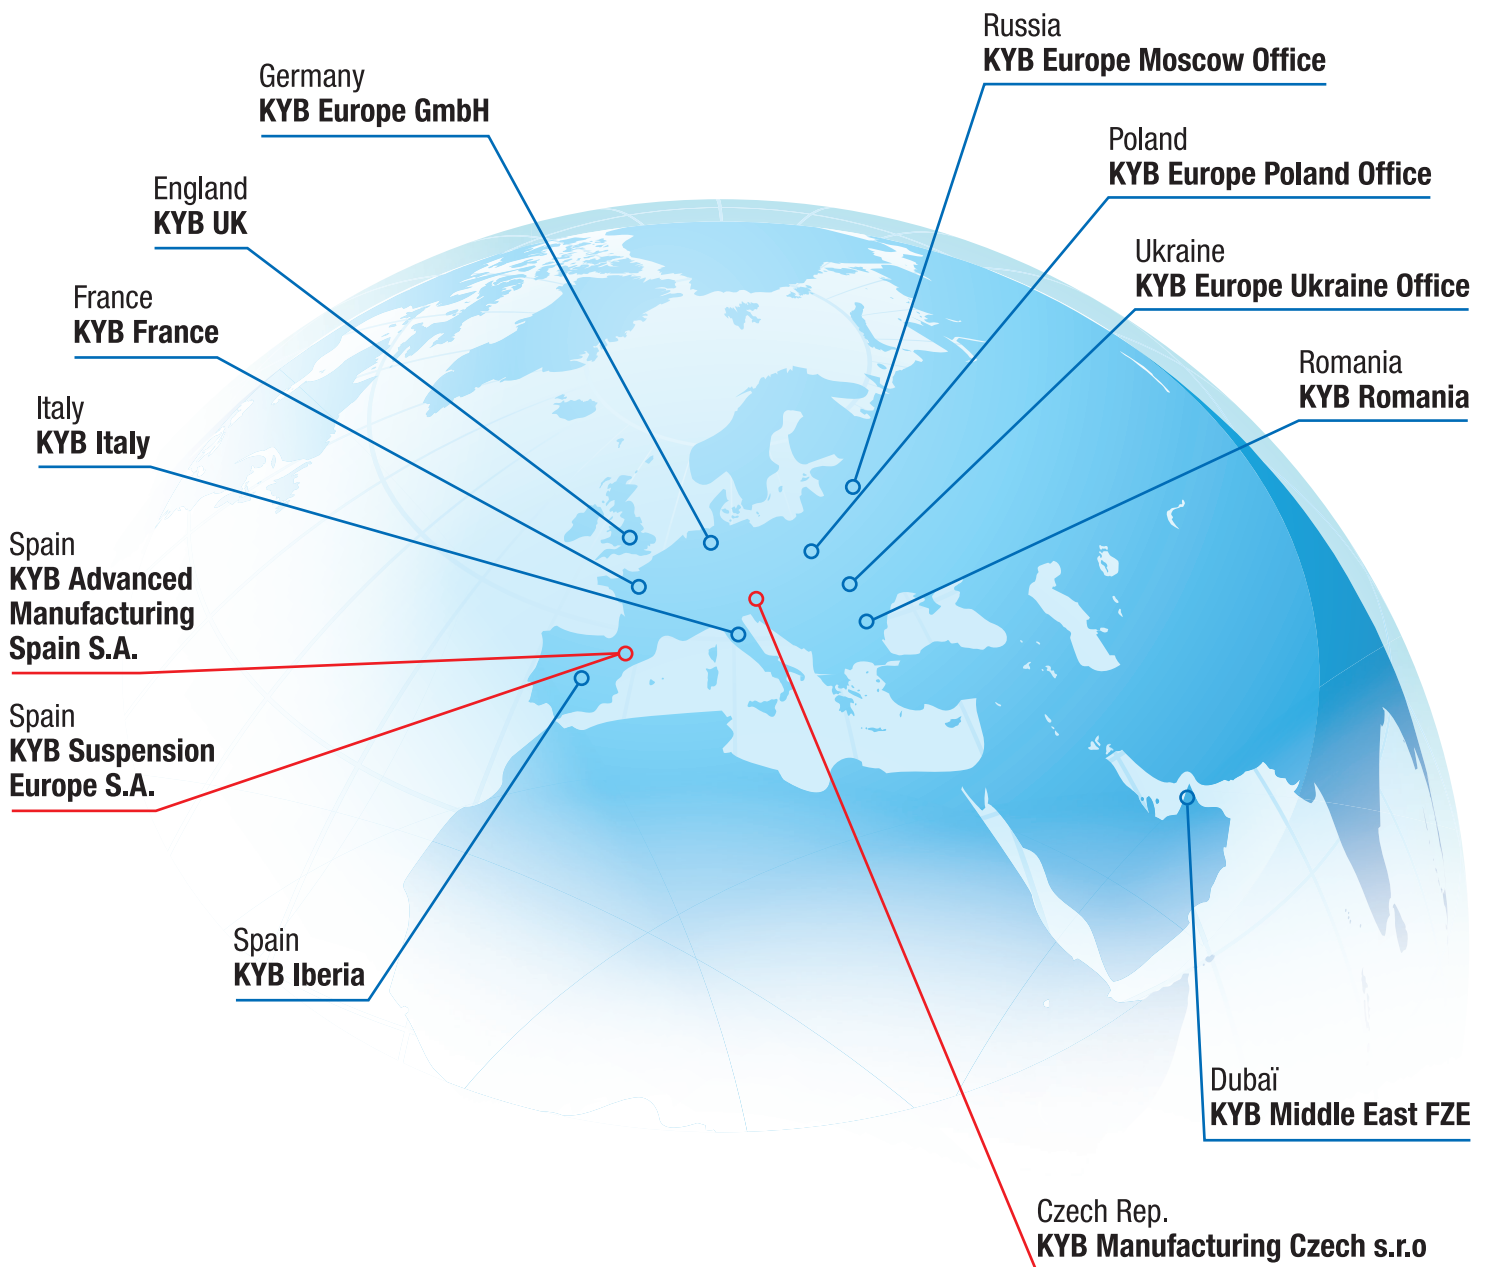 Russia
KYB Europe Moscow Office
Germany
KYB Europe GmbH
Poland
KYB Europe Poland Office
England
KYB UK
Ukraine
KYB Europe Ukraine Office
France
KYB France
Romania
KYB Romania
Italy
KYB Italy
Spain
KYB Advanced
Manufacturing
Spain S.A.
Spain
KYB Suspension
Europe S.A.
Spain
KYB Iberia
Dubaï
KYB Middle East FZE
Czech Rep.
KYB Manufacturing Czech s.r.o